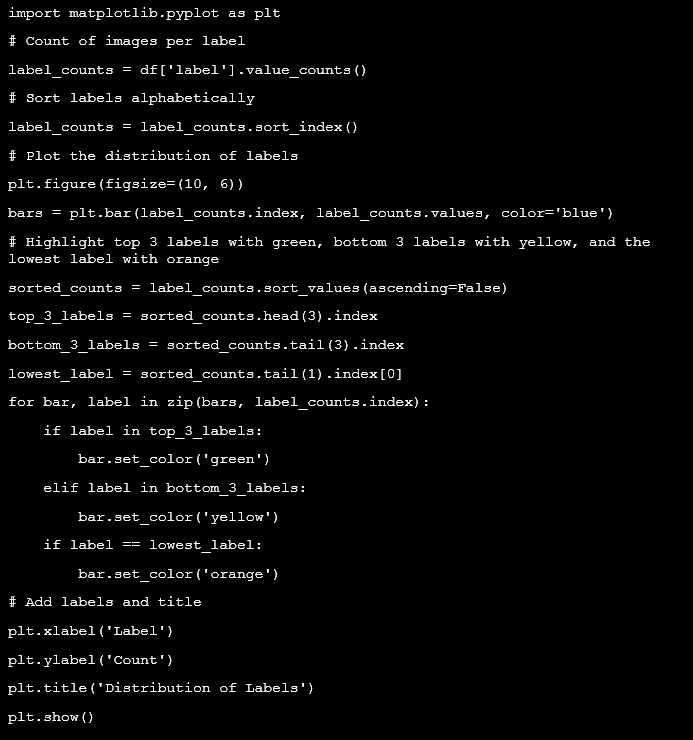 import matplotlib.pyplot as plt
# Count of images per label
label_counts = df['label'].value_counts()
# Sort labels alphabetically
label_counts = label_counts.sort_index()
# Plot the distribution of labels
plt.figure(figsize=(10, 6))
bars = plt.bar(label_counts.index, label_counts.values, color='blue')
# Highlight top 3 labels with green, bottom 3 labels with yellow, and the
lowest label with orange
sorted_counts = label_counts.sort_values(ascending=False)
top_3_labels = sorted_counts.head(3).index
bottom_3_labels = sorted_counts.tail(3).index
lowest_label = sorted_counts.tail(1).index[0]
for bar, label in zip(bars, label_counts.index):
    if label in top_3_labels:
        bar.set_color('green')
    elif label in bottom_3_labels:
        bar.set_color('yellow')
    if label == lowest_label:
        bar.set_color('orange')
# Add labels and title
plt.xlabel('Label')
plt.ylabel('Count')
plt.title('Distribution of Labels')
plt.show()